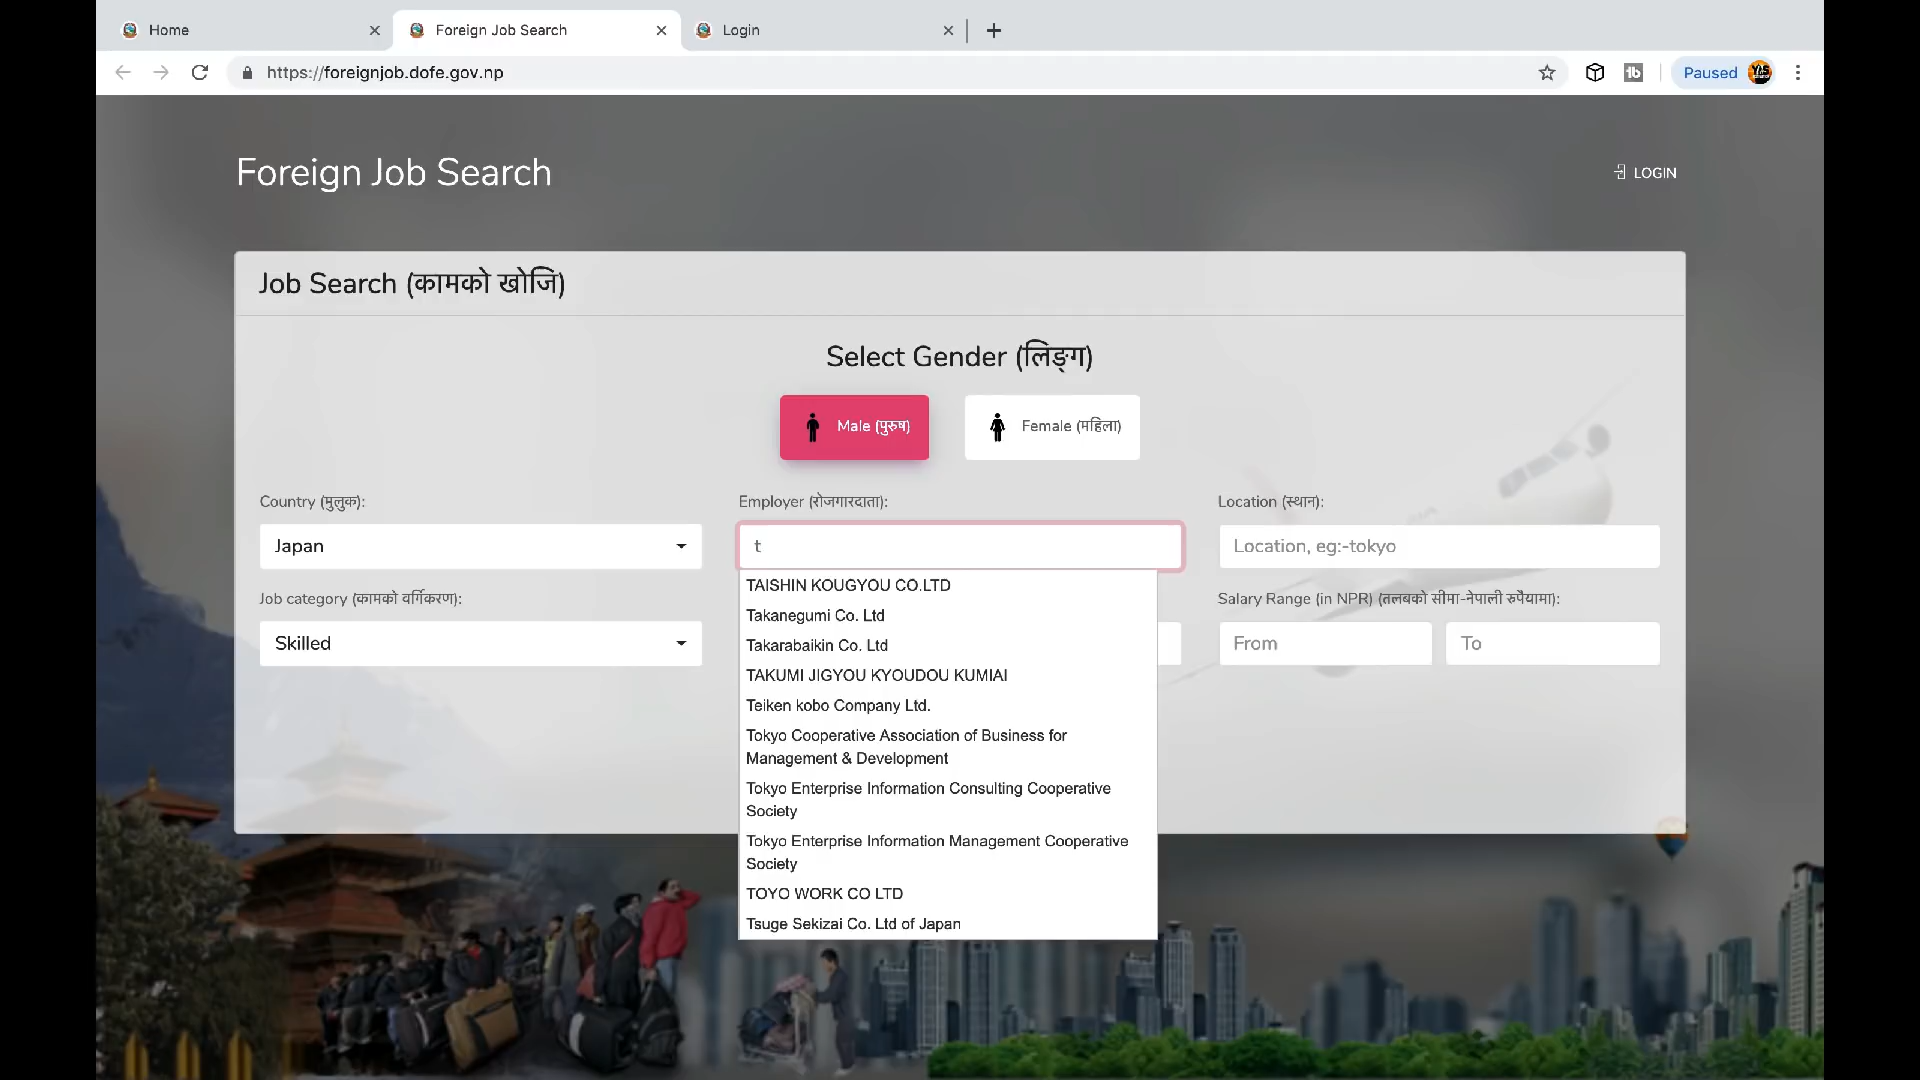 Home
Foreign Job Search
Login
https://foreignjob.dofe.gov.np
Paused
Foreign Job Search
LOGIN
Job Search (कामको खोजि)
Select Gender (लिङ्ग)
Male (पुरुष)
Female (महिला)
Country (मुलुक):
Employer (रोजगारदाता):
Location (स्थान):
Japan
t
Location, eg:-tokyo
TAISHIN KOUGYOU CO.LTD
Job category (कामको वर्गिकरण):
Salary Range (in NPR) (तलबको सीमा-नेपाली रुपैयामा):
Takanegumi Co. Ltd
Skilled
Takarabaikin Co. Ltd
From
To
TAKUMI JIGYOU KYOUDOU KUMIAI
Teiken kobo Company Ltd.
Tokyo Cooperative Association of Business for
Management & Development
Tokyo Enterprise Information Consulting Cooperative
Society
Tokyo Enterprise Information Management Cooperative
Society
TOYO WORK CO LTD
Tsuge Sekizai Co. Ltd of Japan